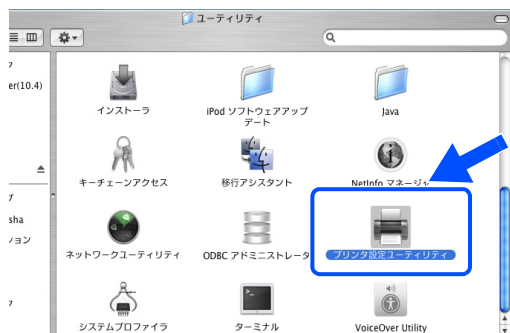 ユーティリティ
er(10.4)
インストーラ
iPod ソフトウェアアップ
デート
Java
キーチェーンアクセス
移行アシスタント
NetInfo マネージャ
sha
ション
ネットワークユーティリティ
ODBC アドミニストレータ
プリンタ設定ユーティリティ
システムプロファイラ
ターミナル
VoiceOver Utility